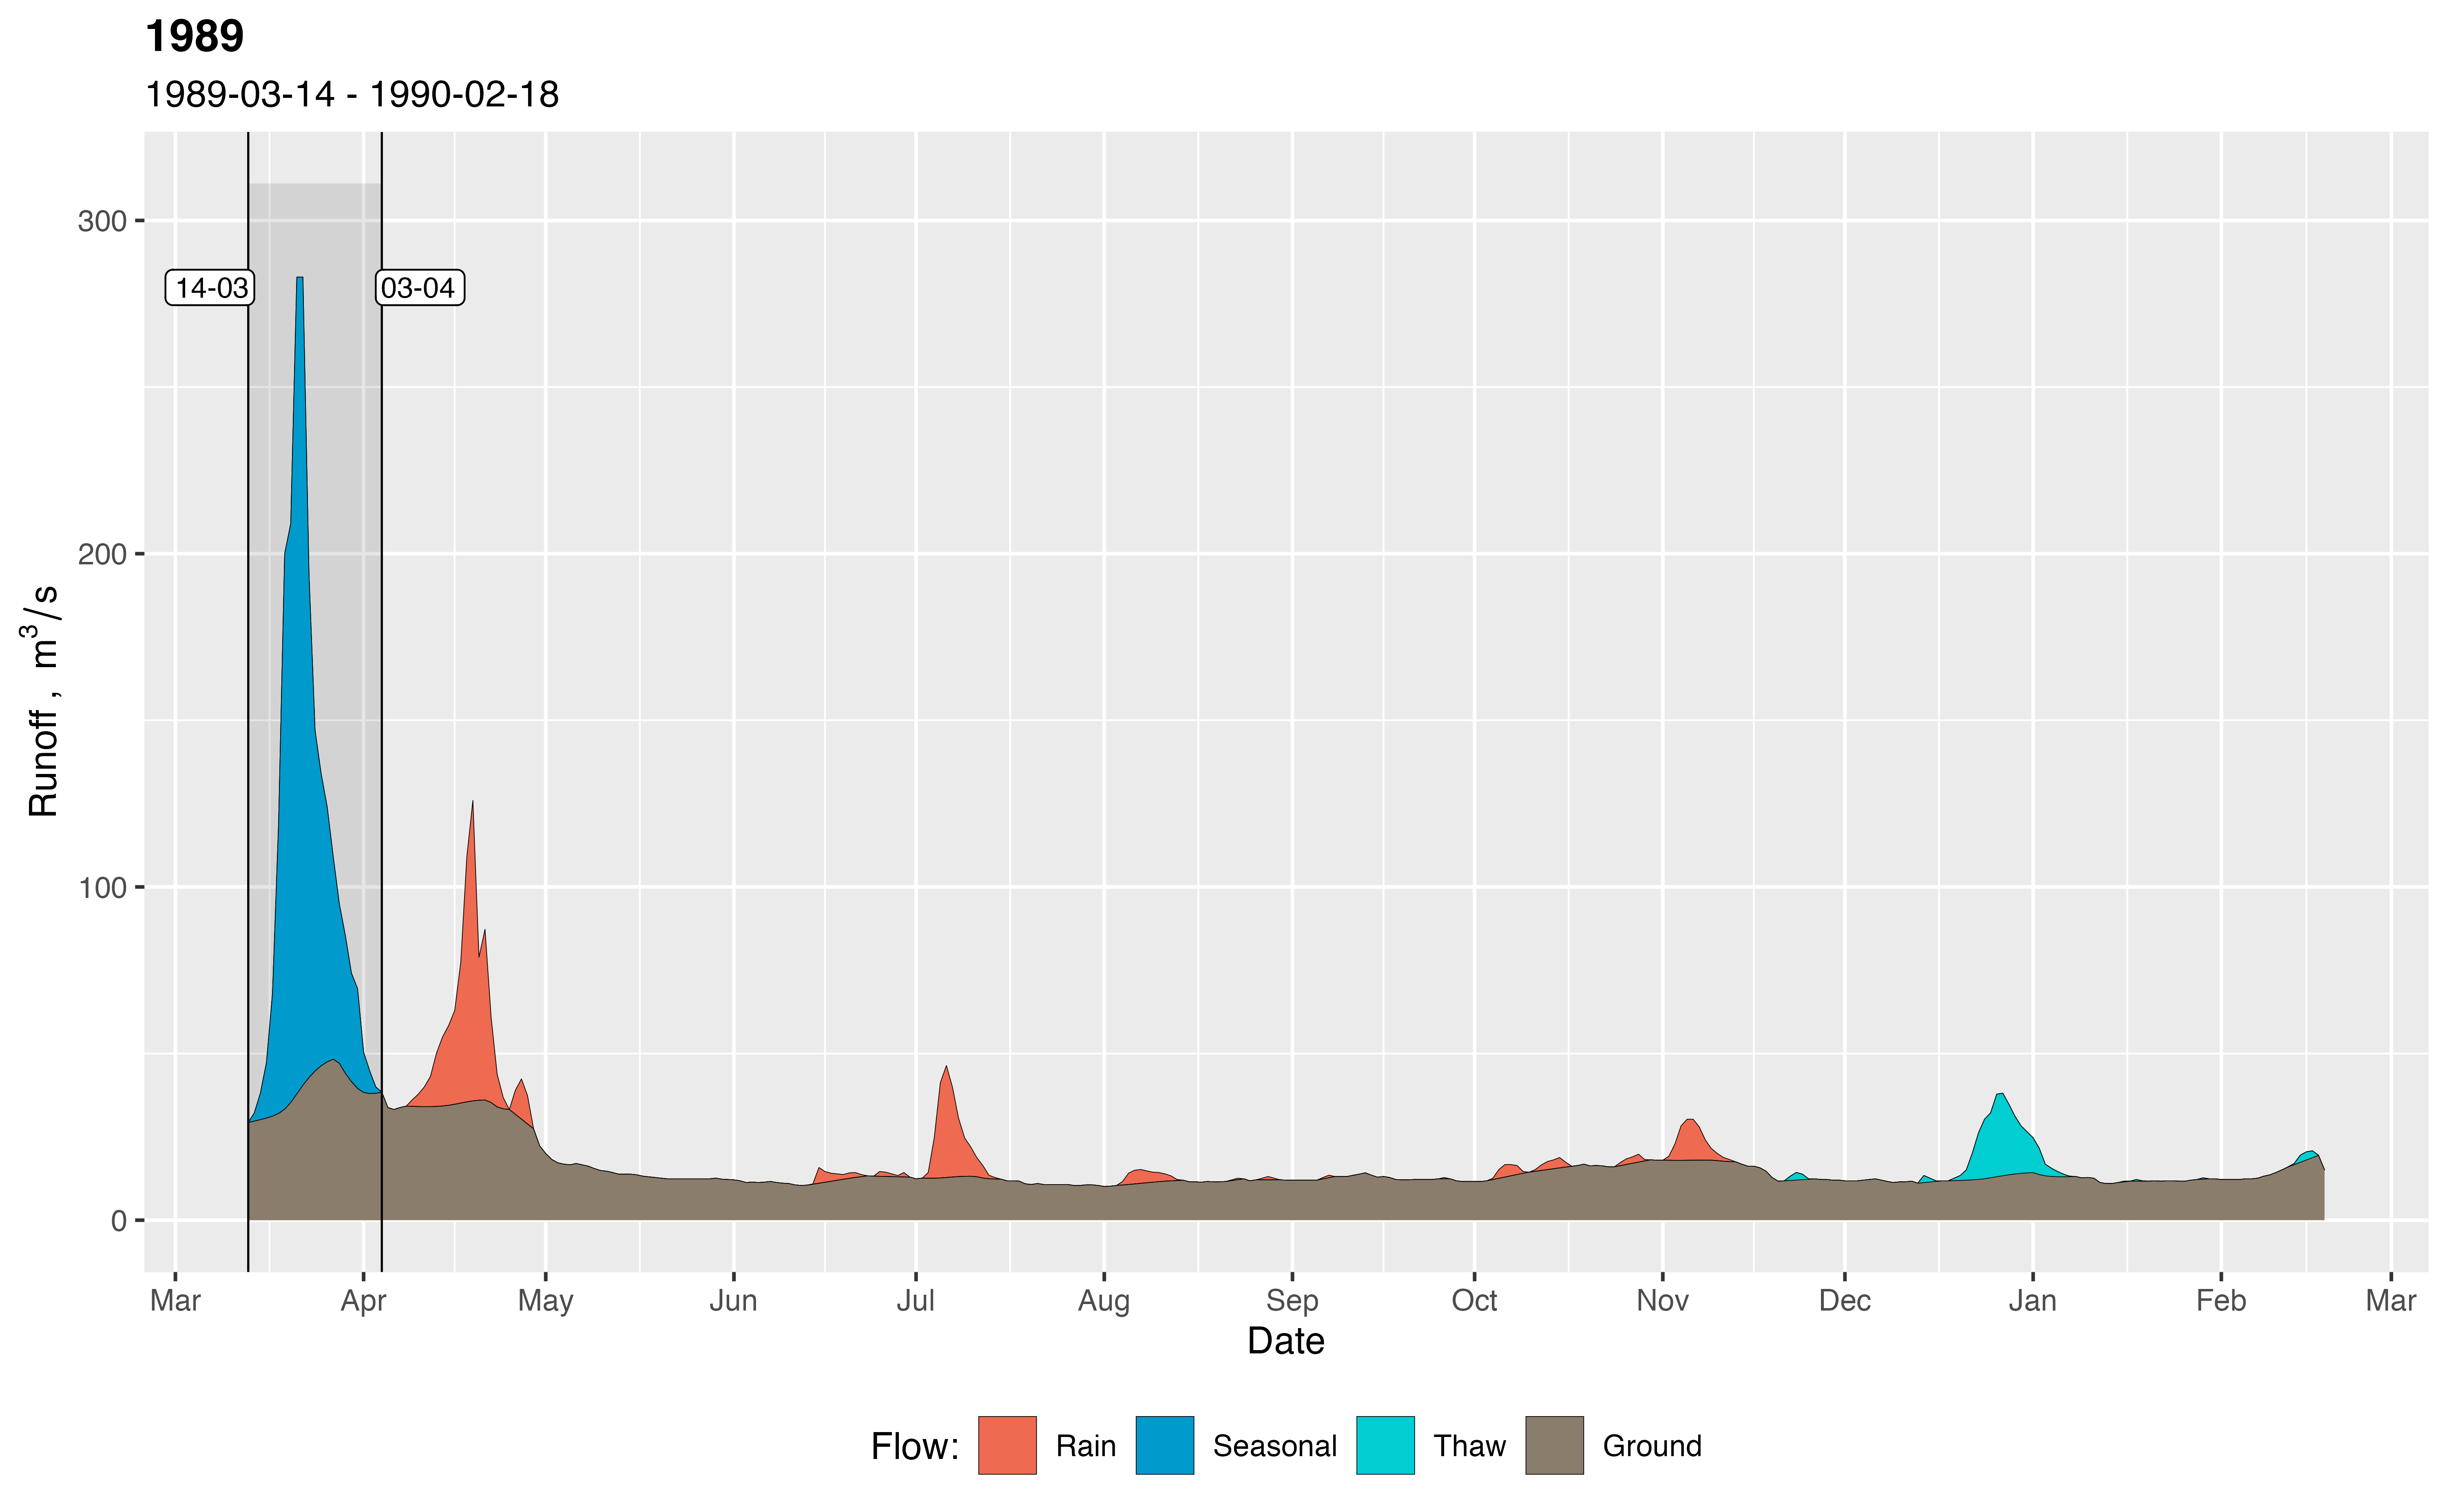 1989
1989-03-14 - 1990-02-18
300
200
100
0
14-03
03-04
Runoff , m³/s
Mar Apr May Jun Jul Aug Sep Oct Nov Dec Jan Feb Mar
Date
Flow: Rain Seasonal Thaw Ground